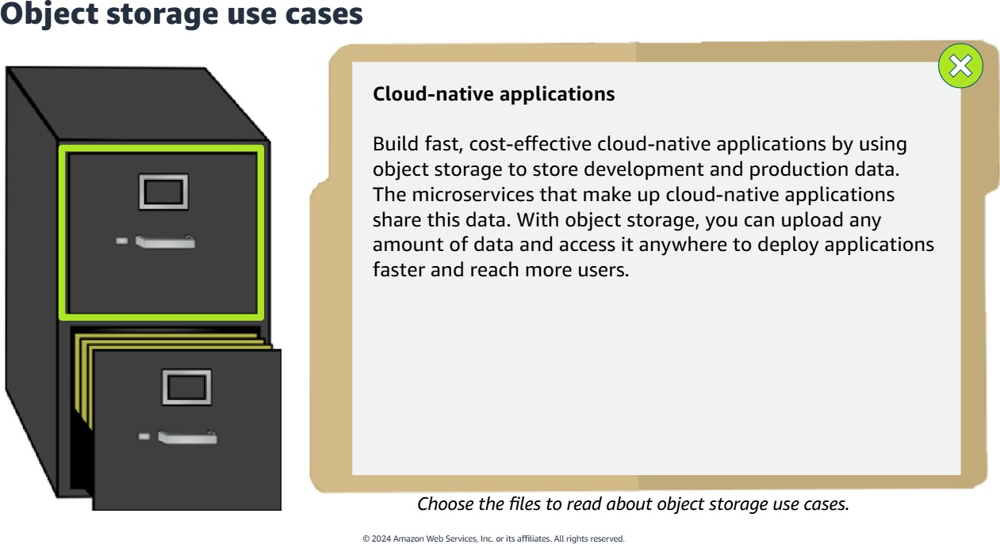 Object storage use cases
Cloud-native applications
Build fast, cost-effective cloud-native applications by using
object storage to store development and production data.
The microservices that make up cloud-native applications
share this data. With object storage, you can upload any
amount of data and access it anywhere to deploy applications
faster and reach more users.
Choose the files to read about object storage use cases.
© 2024 Amazon Web Services, Inc. or its affiliates. All rights reserved.